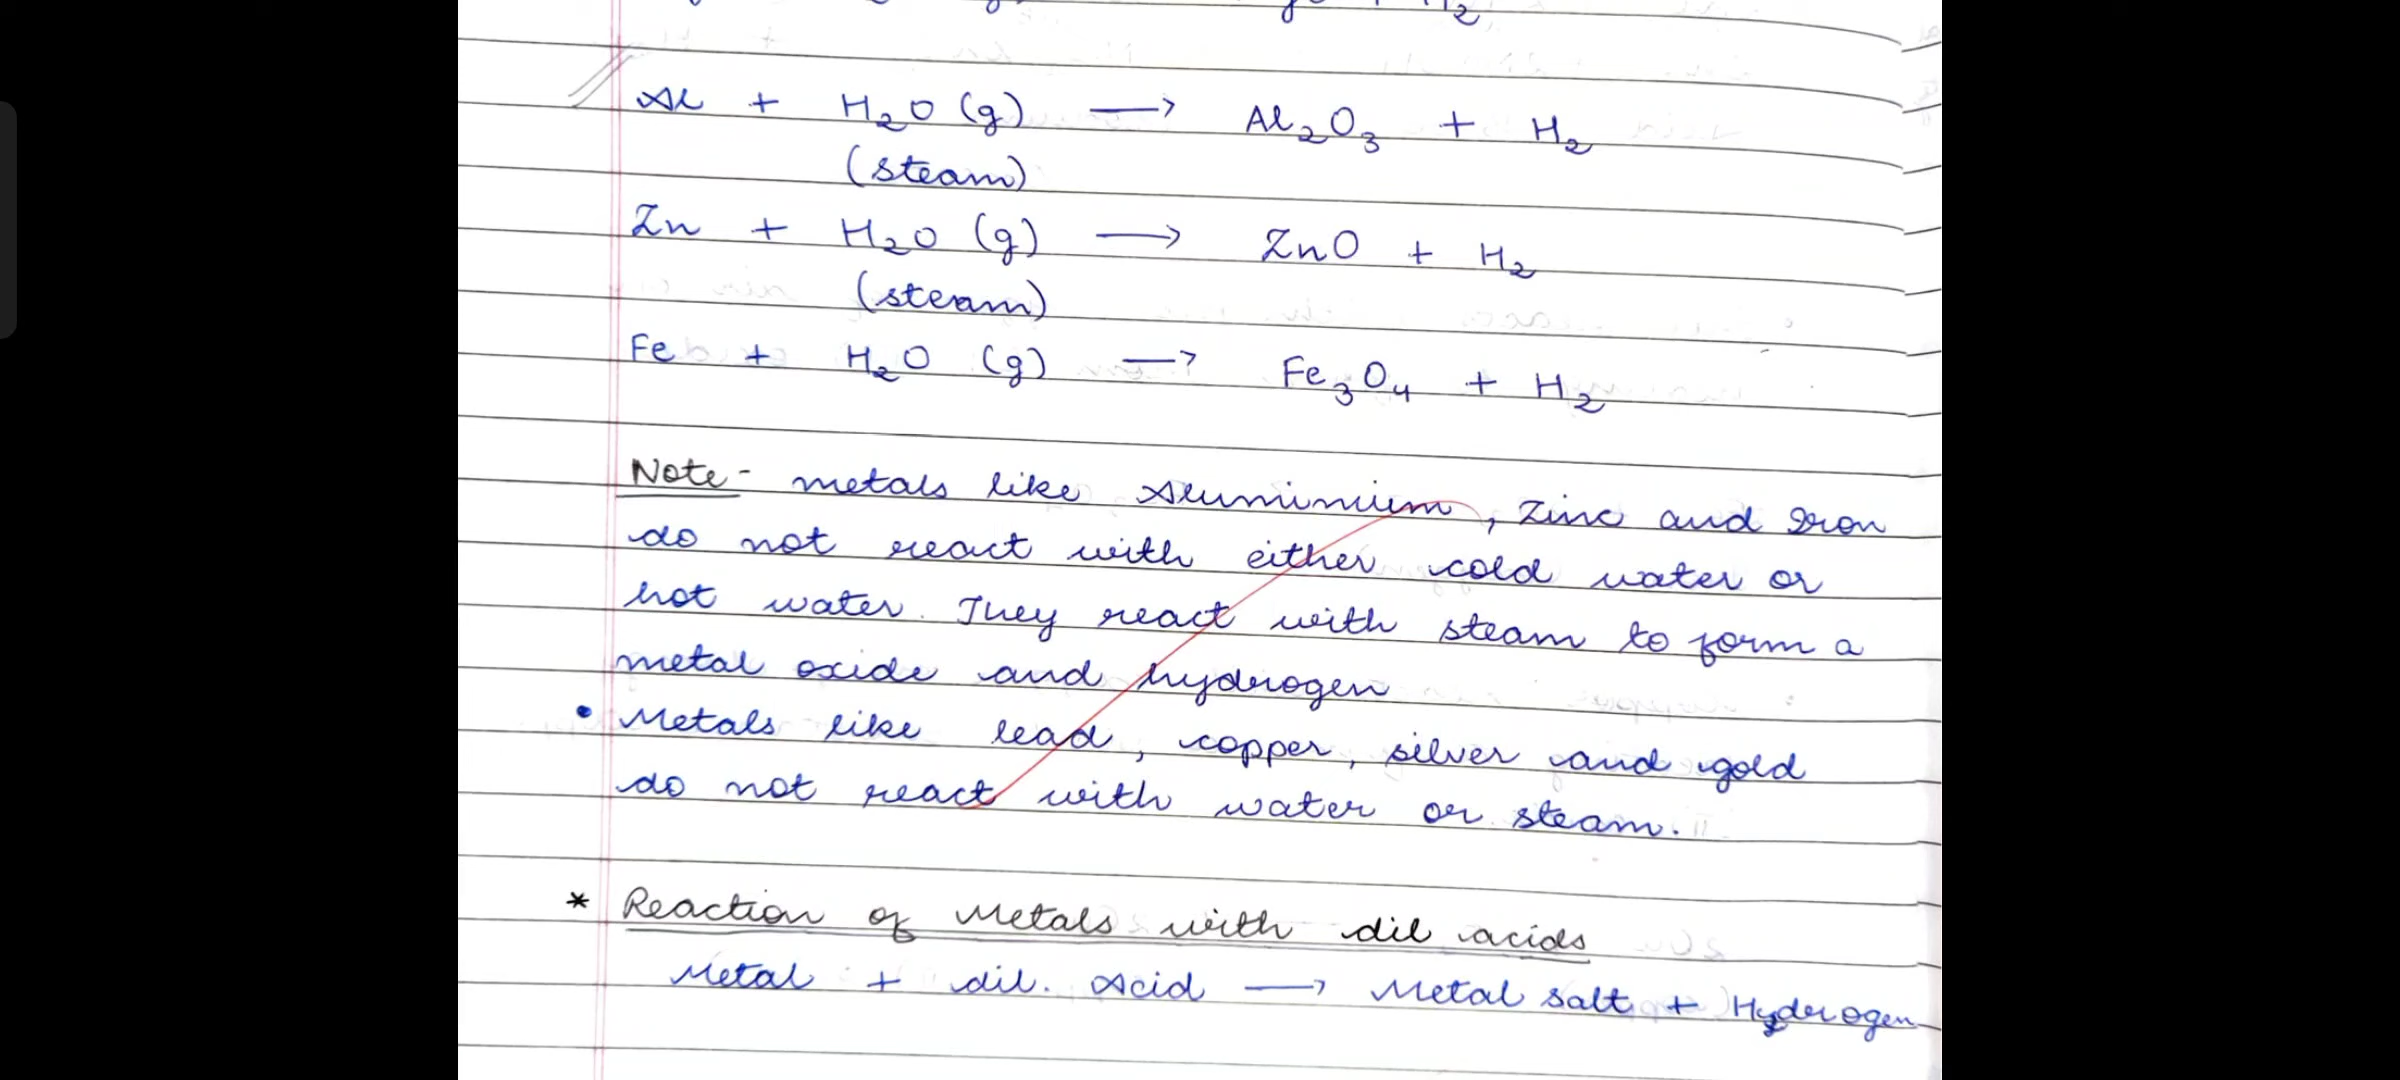 Al + H₂O (g) ⟶ Al₂O₃ + H₂
(steam)
Zn + H₂O (g) ⟶ ZnO + H₂
(steam)
Fe + H₂O (g) ⟶ Fe₃O₄ + H₂
Note - metals like Aluminium, Zinc and Iron
do not react with either cold water or
hot water. They react with steam to form a
metal oxide and hydrogen
• Metals like lead, copper, silver and gold
do not react with water or steam.
* Reaction of Metals with dil acids
Metal + dil. Acid ⟶ Metal salt + Hydrogen